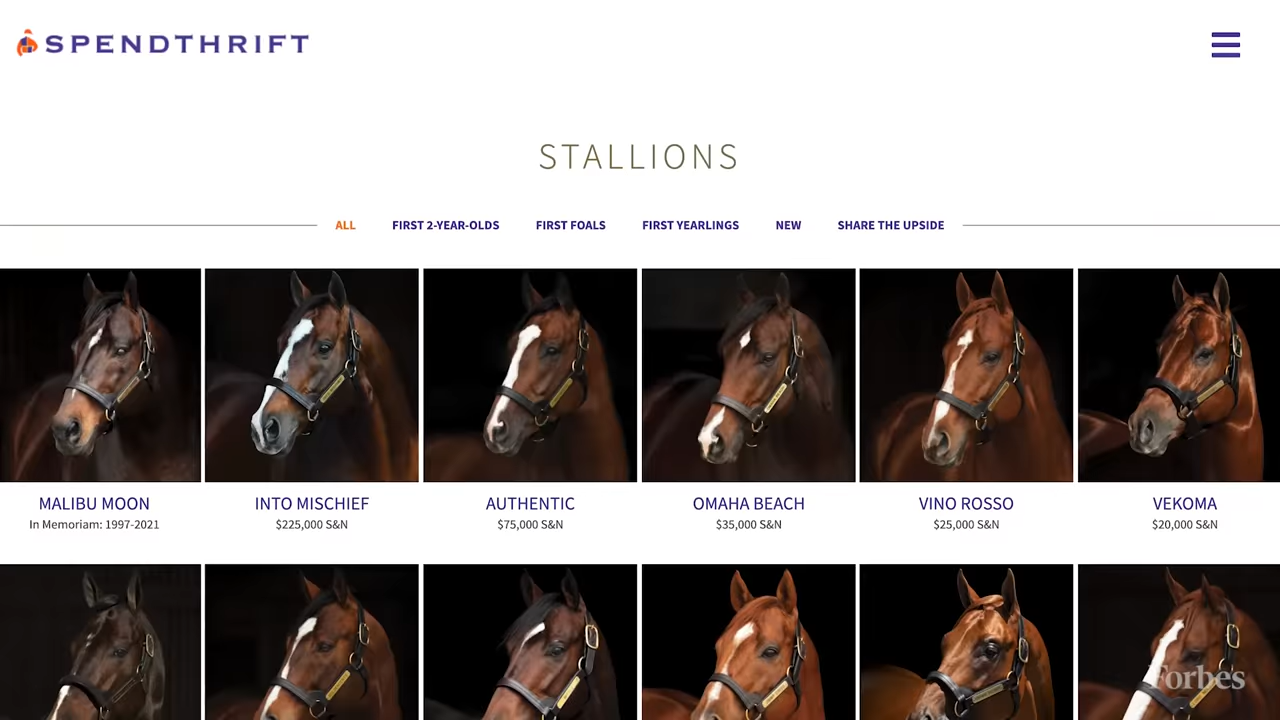 SPENDTHRIFT
STALLIONS
ALL FIRST 2-YEAR-OLDS FIRST FOALS FIRST YEARLINGS NEW SHARE THE UPSIDE
MALIBU MOON INTO MISCHIEF AUTHENTIC OMAHA BEACH VINO ROSSO VEKOMA
In Memoriam: 1997-2021 $225,000 S&N $75,000 S&N $35,000 S&N $25,000 S&N $20,000 S&N
Forbes